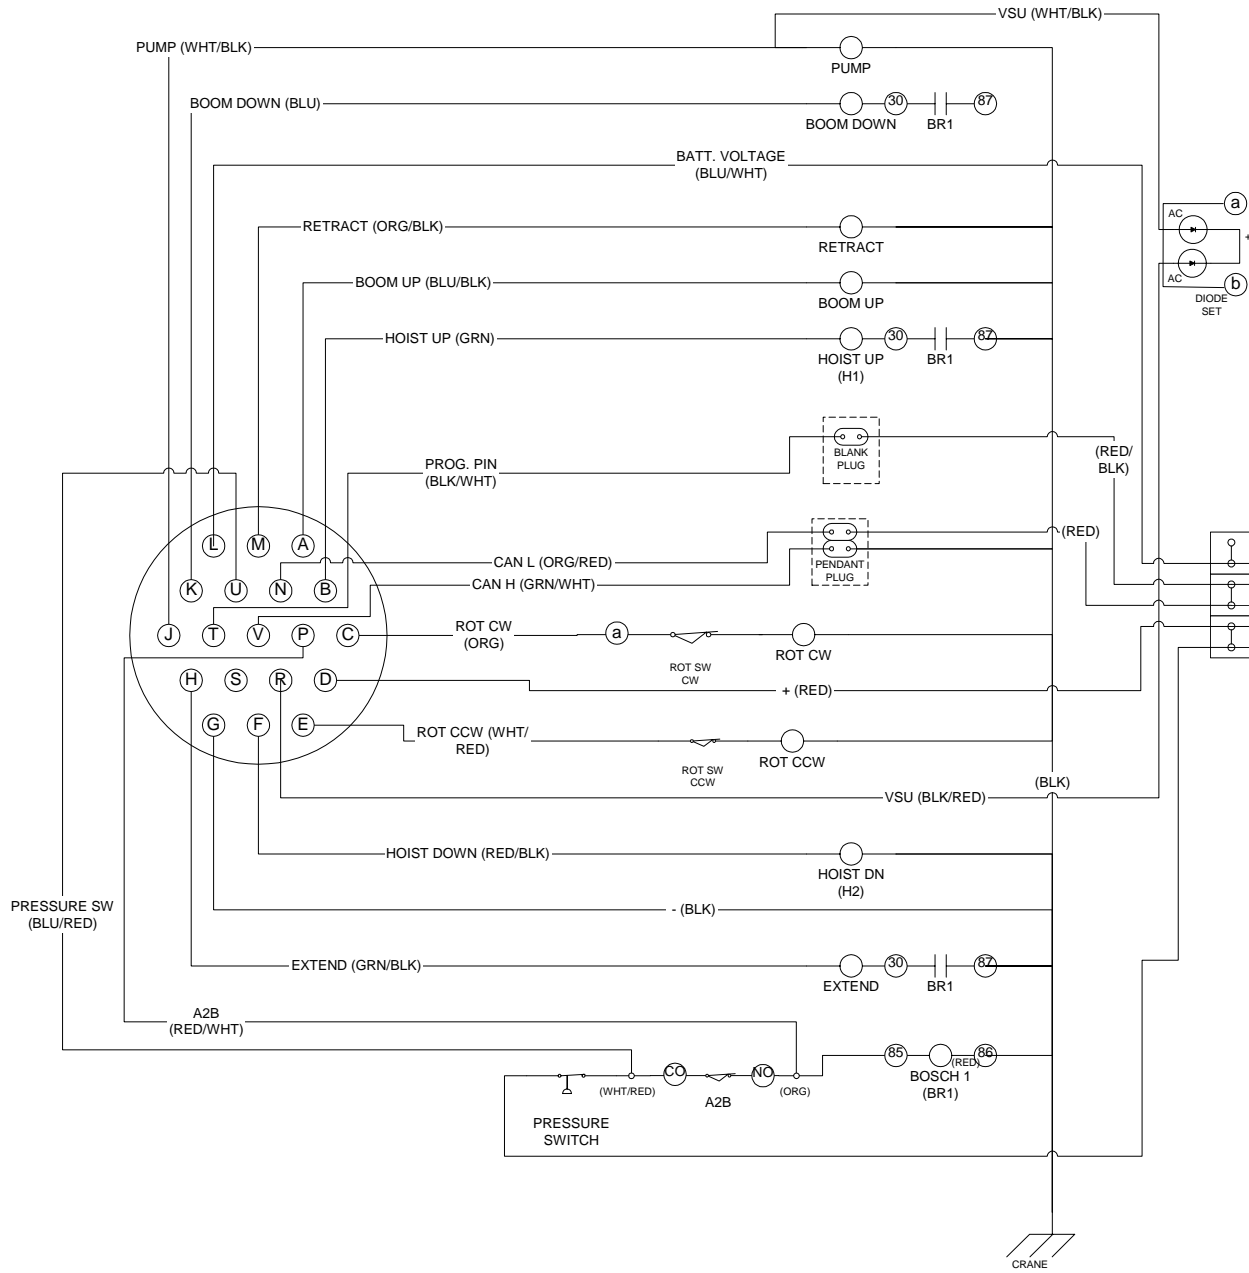 VSU (WHT/BLK)
PUMP (WHT/BLK)
PUMP
BOOM DOWN (BLU)
30
87
BOOM DOWN
BR1
BATT. VOLTAGE
(BLU/WHT)
a
AC
+
RETRACT (ORG/BLK)
RETRACT
AC
b
DIODE
SET
BOOM UP (BLU/BLK)
BOOM UP
HOIST UP (GRN)
30
87
HOIST UP
(H1)
BR1
BLANK
PLUG
(RED/
BLK)
PROG. PIN
(BLK/WHT)
(RED)
L
M
A
CAN L (ORG/RED)
PENDANT
PLUG
CAN H (GRN/WHT)
K
U
N
B
J
T
V
P
C
ROT CW
(ORG)
a
ROT SW
CW
ROT CW
H
S
R
D
+ (RED)
G
F
E
ROT CCW (WHT/
RED)
ROT SW
CCW
ROT CCW
(BLK)
VSU (BLK/RED)
HOIST DOWN (RED/BLK)
HOIST DN
(H2)
PRESSURE SW
(BLU/RED)
- (BLK)
EXTEND (GRN/BLK)
30
87
EXTEND
BR1
A2B
(RED/WHT)
85
86
(RED)
BOSCH 1
(BR1)
CO
NO
(WHT/RED)
A2B
(ORG)
PRESSURE
SWITCH
CRANE